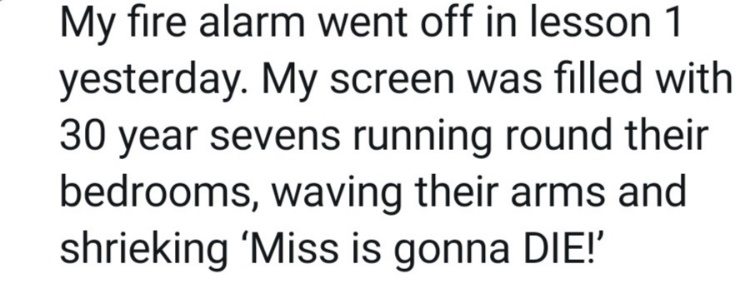 My fire alarm went off in lesson 1
yesterday. My screen was filled with
30 year sevens running round their
bedrooms, waving their arms and
shrieking ‘Miss is gonna DIE!’